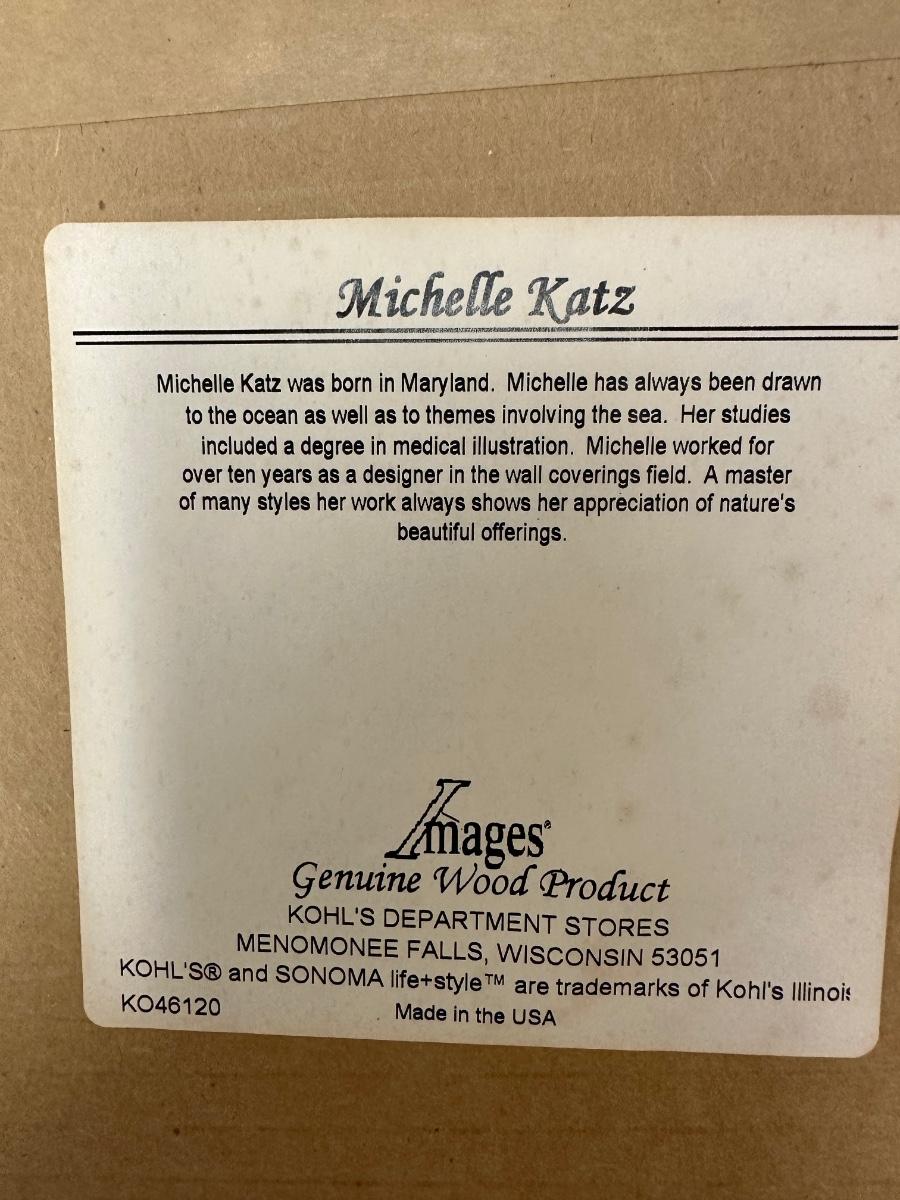 Michelle Katz
Michelle Katz was born in Maryland.  Michelle has always been drawn
to the ocean as well as to themes involving the sea.  Her studies
included a degree in medical illustration.  Michelle worked for
over ten years as a designer in the wall coverings field.  A master
of many styles her work always shows her appreciation of nature's
beautiful offerings.
Images®
Genuine Wood Product
KOHL'S DEPARTMENT STORES
MENOMONEE FALLS, WISCONSIN 53051
KOHL'S® and SONOMA life+style™ are trademarks of Kohl's Illinois
KO46120 Made in the USA